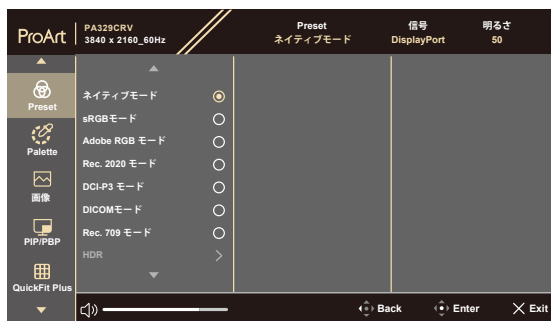 ProArt
PA329CRV
3840 x 2160_60Hz
Preset
ネイティブモード
信号
DisplayPort
明るさ
50
Preset
Palette
画像
PIP/PBP
QuickFit Plus
ネイティブモード
sRGBモード
Adobe RGB モード
Rec. 2020 モード
DCI-P3 モード
DICOMモード
Rec. 709 モード
HDR
Back
Enter
Exit